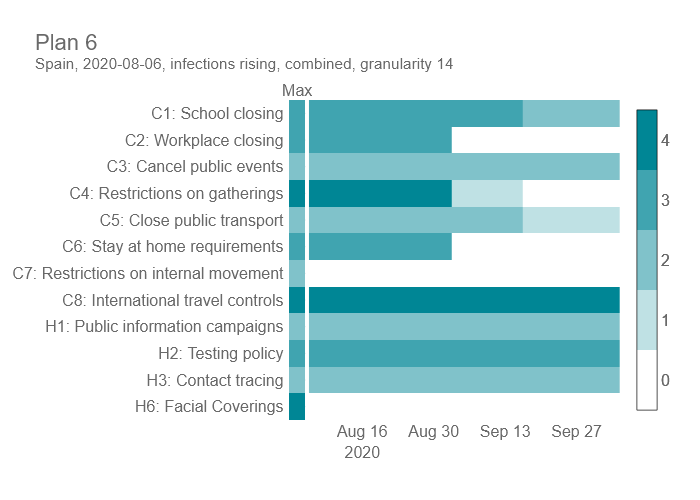 Plan 6
Spain, 2020-08-06, infections rising, combined, granularity 14
Max
C1: School closing
C2: Workplace closing
C3: Cancel public events
C4: Restrictions on gatherings
C5: Close public transport
C6: Stay at home requirements
C7: Restrictions on internal movement
C8: International travel controls
H1: Public information campaigns
H2: Testing policy
H3: Contact tracing
H6: Facial Coverings
Aug 16 Aug 30 Sep 13 Sep 27
2020
4
3
2
1
0